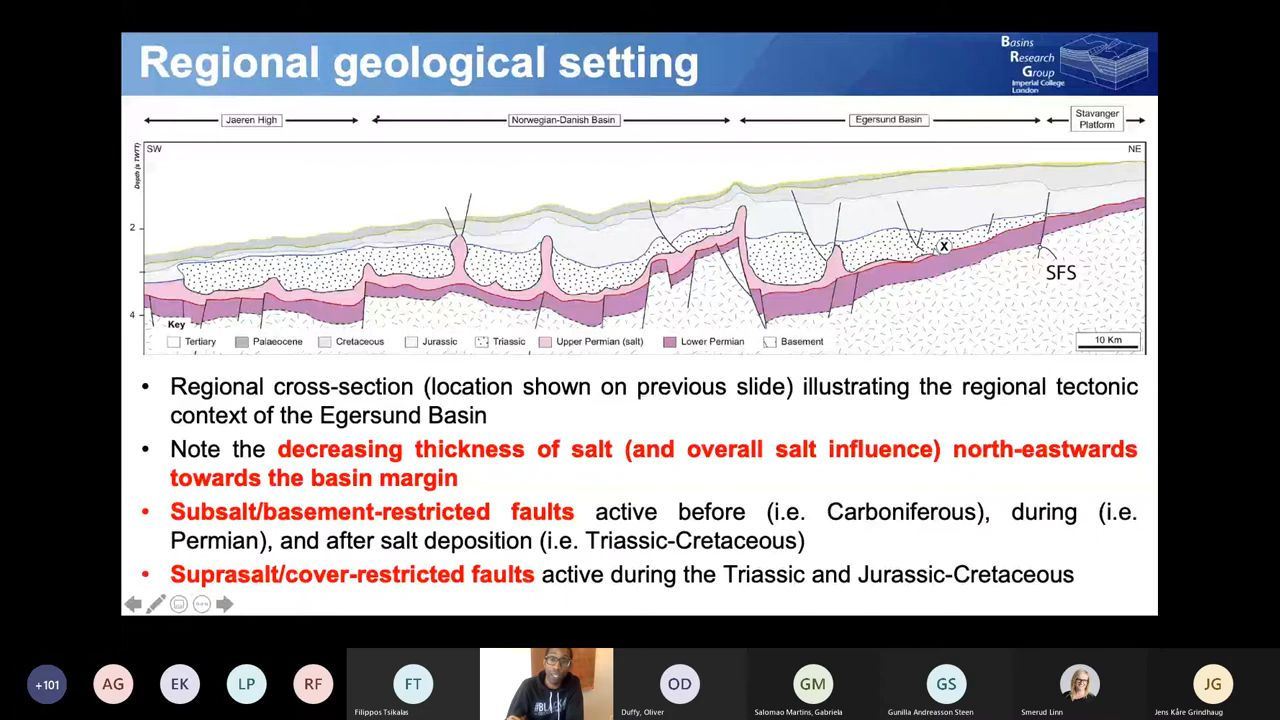 Regional geological setting
Basins
Research
Group
Imperial College
London
Jaeren High
Norwegian-Danish Basin
Egersund Basin
Stavanger
Platform
SW
NE
Depth (s TWTT)
2
4
X
SFS
Key
Tertiary
Palaeocene
Cretaceous
Jurassic
Triassic
Upper Permian (salt)
Lower Permian
Basement
10 Km
• Regional cross-section (location shown on previous slide) illustrating the regional tectonic
context of the Egersund Basin
• Note the decreasing thickness of salt (and overall salt influence) north-eastwards
towards the basin margin
• Subsalt/basement-restricted faults active before (i.e. Carboniferous), during (i.e.
Permian), and after salt deposition (i.e. Triassic-Cretaceous)
• Suprasalt/cover-restricted faults active during the Triassic and Jurassic-Cretaceous
+101
AG
EK
LP
RF
FT
Filippos Tsikalas
OD
Duffy, Oliver
GM
Salomao Martins, Gabriela
GS
Gunilla Andreasson Steen
Smerud Linn
JG
Jens Kåre Grindhaug